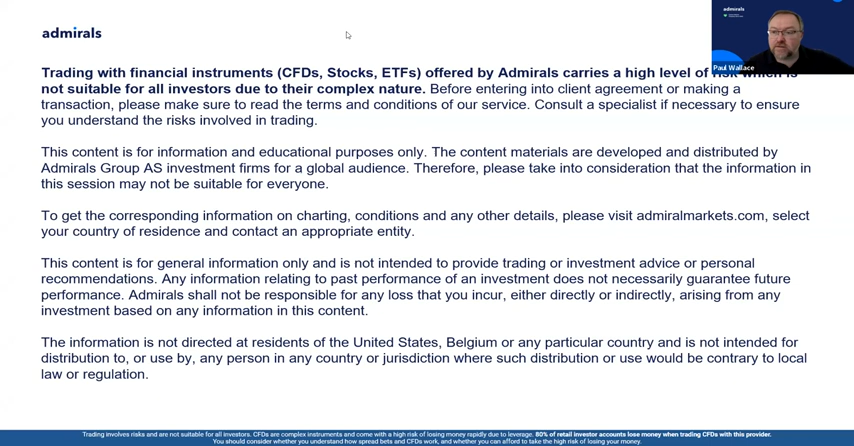 admirals
admirals
Paul Wallace
Trading with financial instruments (CFDs, Stocks, ETFs) offered by Admirals carries a high level of risk which is
not suitable for all investors due to their complex nature. Before entering into client agreement or making a
transaction, please make sure to read the terms and conditions of our service. Consult a specialist if necessary to ensure
you understand the risks involved in trading.
This content is for information and educational purposes only. The content materials are developed and distributed by
Admirals Group AS investment firms for a global audience. Therefore, please take into consideration that the information in
this session may not be suitable for everyone.
To get the corresponding information on charting, conditions and any other details, please visit admiralmarkets.com, select
your country of residence and contact an appropriate entity.
This content is for general information only and is not intended to provide trading or investment advice or personal
recommendations. Any information relating to past performance of an investment does not necessarily guarantee future
performance. Admirals shall not be responsible for any loss that you incur, either directly or indirectly, arising from any
investment based on any information in this content.
The information is not directed at residents of the United States, Belgium or any particular country and is not intended for
distribution to, or use by, any person in any country or jurisdiction where such distribution or use would be contrary to local
law or regulation.
Trading involves risks and are not suitable for all investors. CFDs are complex instruments and come with a high risk of losing money rapidly due to leverage. 80% of retail investor accounts lose money when trading CFDs with this provider.
You should consider whether you understand how spread bets and CFDs work, and whether you can afford to take the high risk of losing your money.